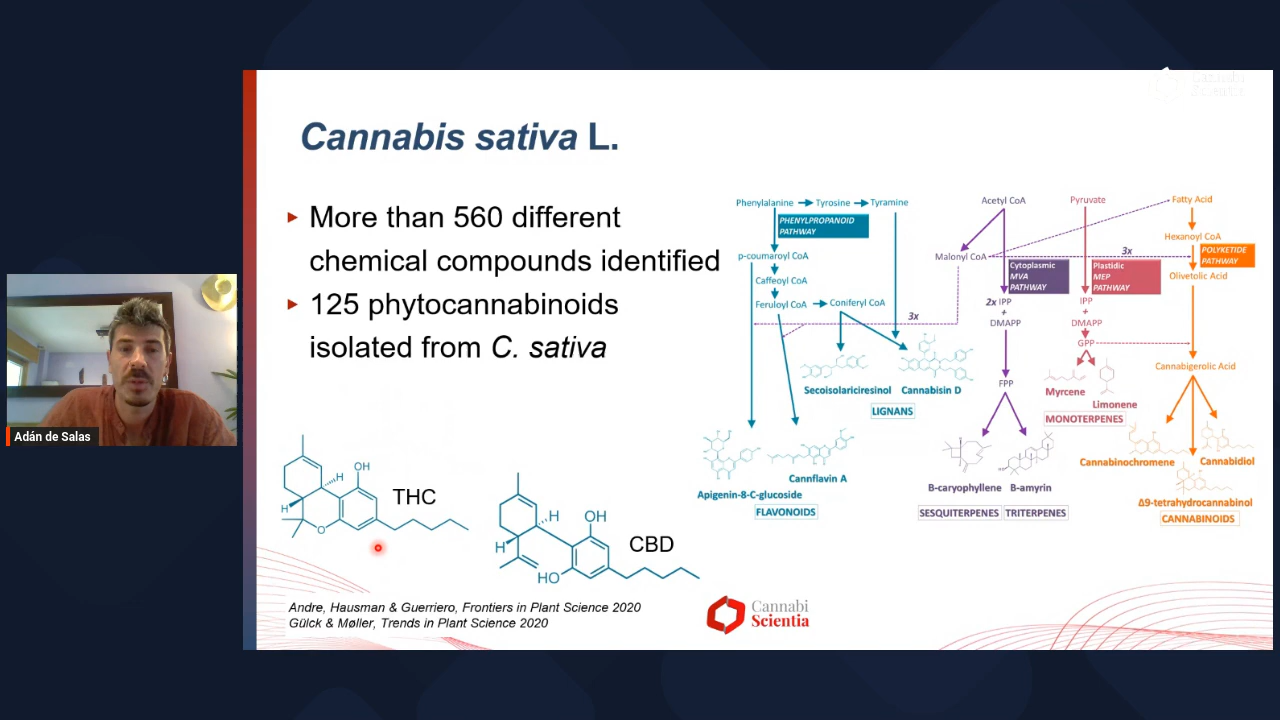 Cannabi
Scientia
Cannabis sativa L.
More than 560 different
chemical compounds identified
125 phytocannabinoids
isolated from C. sativa
Phenylalanine
Tyrosine
Tyramine
PHENYLPROPANOID
PATHWAY
p-coumaroyl CoA
Caffeoyl CoA
Feruloyl CoA
Coniferyl CoA
3x
Secoisolariciresinol
Cannabisin D
LIGNANS
Cannflavin A
Apigenin-8-C-glucoside
FLAVONOIDS
Acetyl CoA
Malonyl CoA
Cytoplasmic
MVA
PATHWAY
2x IPP
+
DMAPP
FPP
B-caryophyllene
B-amyrin
SESQUITERPENES
TRITERPENES
Pyruvate
Plastidic
MEP
PATHWAY
IPP
+
DMAPP
GPP
Myrcene
Limonene
MONOTERPENES
Fatty Acid
Hexanoyl CoA
3x
POLYKETIDE
PATHWAY
Olivetolic Acid
Cannabigerolic Acid
Cannabinochromene
Cannabidiol
Δ9-tetrahydrocannabinol
CANNABINOIDS
Adán de Salas
OH
H
H
O
THC
H
OH
H
HO
CBD
Andre, Hausman & Guerriero, Frontiers in Plant Science 2020
Gülck & Møller, Trends in Plant Science 2020
Cannabi
Scientia